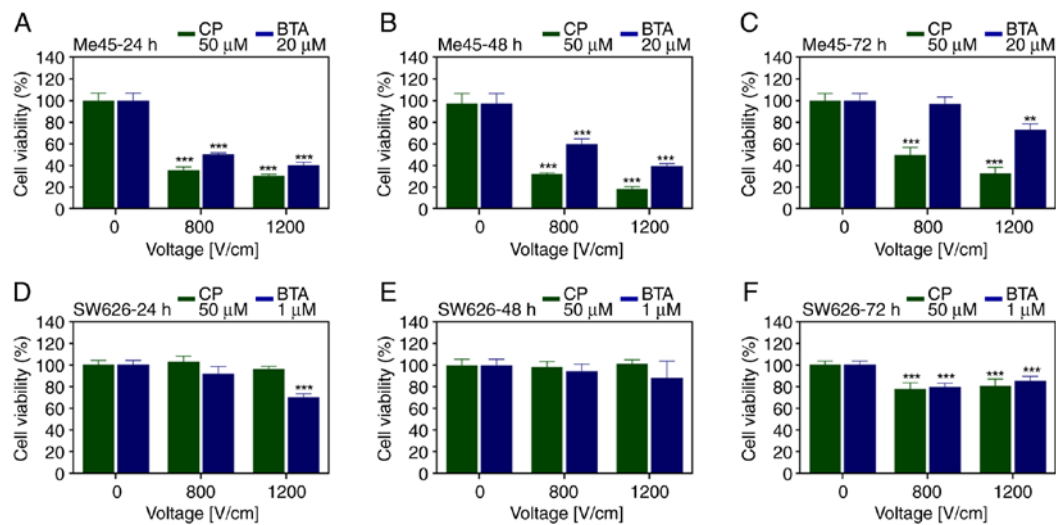 A
Me45-24 h
CP
50 μM
BTA
20 μM
Cell viability (%)
140
120
100
80
60
40
20
0
***
***
***
***
0 800 1200
Voltage [V/cm]
B
Me45-48 h
CP
50 μM
BTA
20 μM
Cell viability (%)
140
120
100
80
60
40
20
0
***
***
***
***
0 800 1200
Voltage [V/cm]
C
Me45-72 h
CP
50 μM
BTA
20 μM
Cell viability (%)
140
120
100
80
60
40
20
0
***
***
**
0 800 1200
Voltage [V/cm]
D
SW626-24 h
CP
50 μM
BTA
1 μM
Cell viability (%)
140
120
100
80
60
40
20
0
***
0 800 1200
Voltage [V/cm]
E
SW626-48 h
CP
50 μM
BTA
1 μM
Cell viability (%)
140
120
100
80
60
40
20
0
0 800 1200
Voltage [V/cm]
F
SW626-72 h
CP
50 μM
BTA
1 μM
Cell viability (%)
140
120
100
80
60
40
20
0
*** ***
*** ***
0 800 1200
Voltage [V/cm]